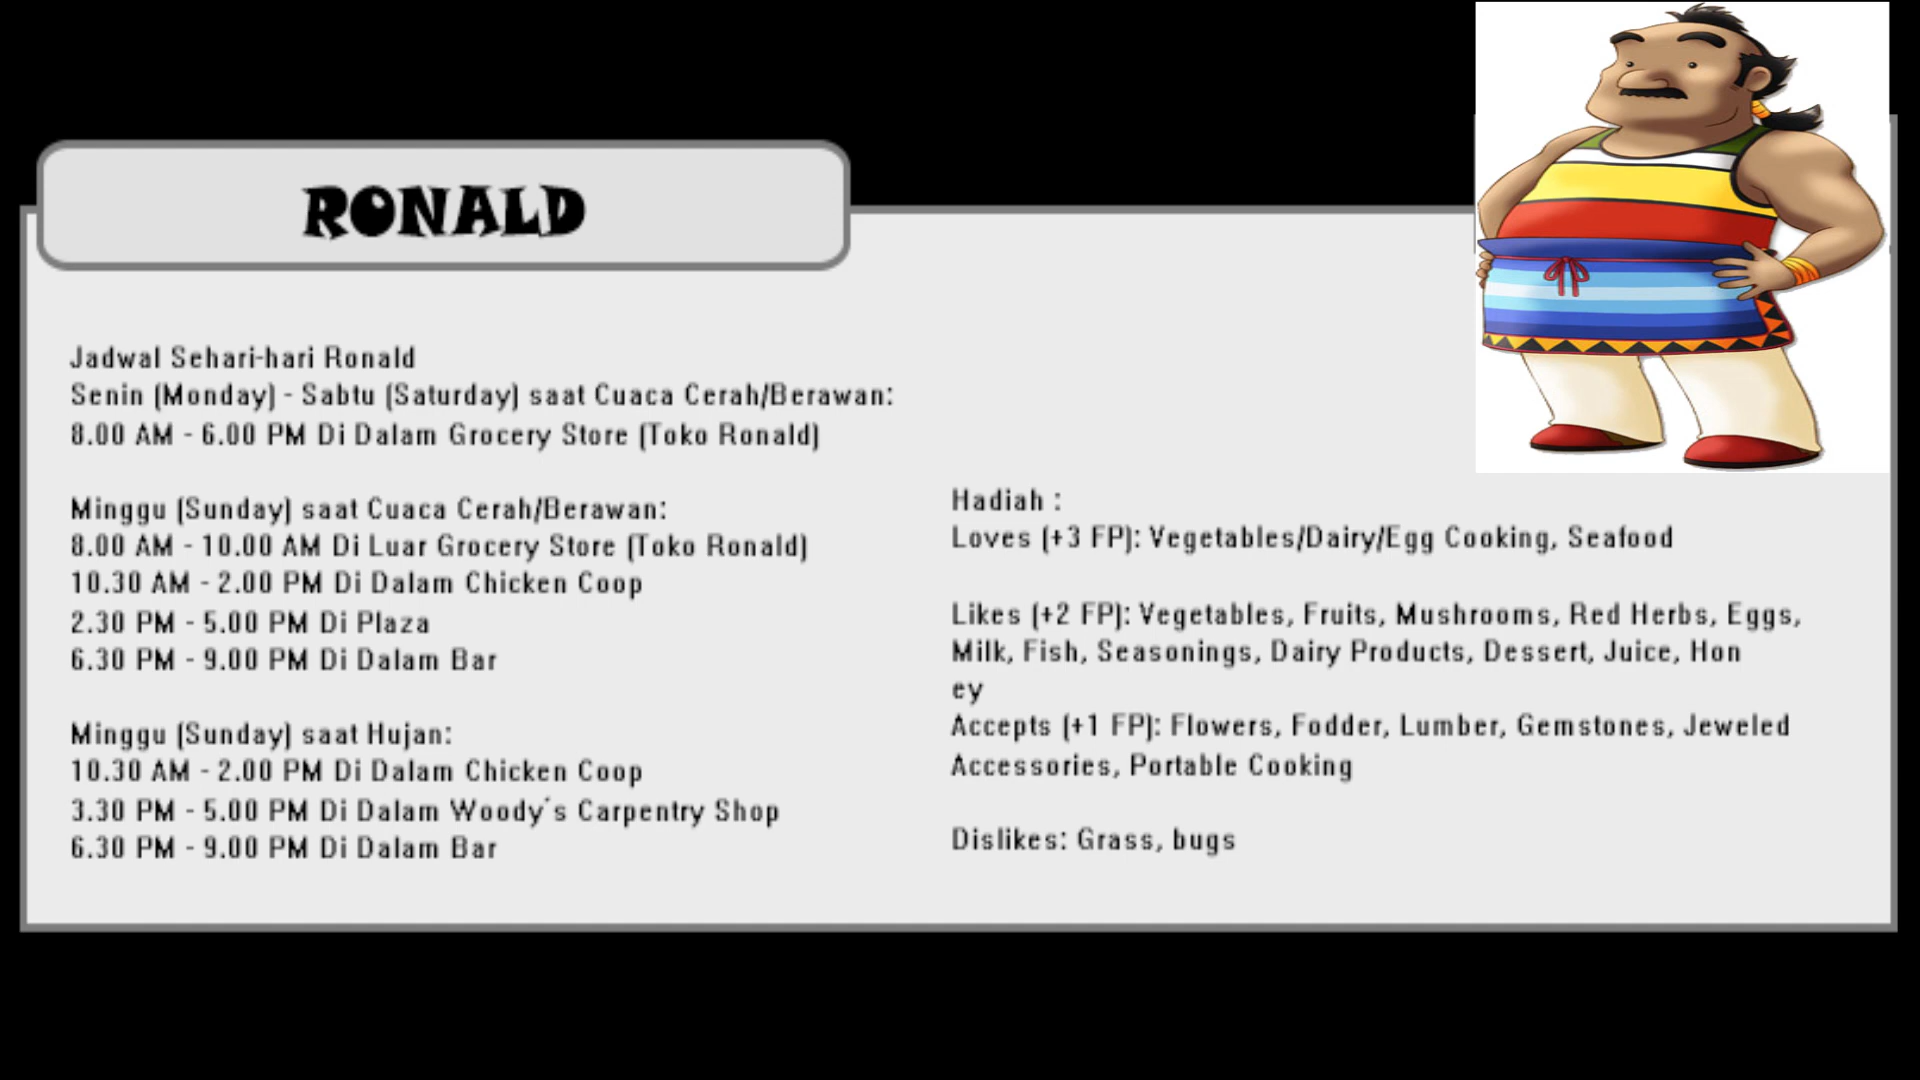 RONALD
Jadwal Sehari-hari Ronald
Senin (Monday) - Sabtu (Saturday) saat Cuaca Cerah/Berawan:
8.00 AM - 6.00 PM Di Dalam Grocery Store (Toko Ronald)
Minggu (Sunday) saat Cuaca Cerah/Berawan:
8.00 AM - 10.00 AM Di Luar Grocery Store (Toko Ronald)
10.30 AM - 2.00 PM Di Dalam Chicken Coop
2.30 PM - 5.00 PM Di Plaza
6.30 PM - 9.00 PM Di Dalam Bar
Minggu (Sunday) saat Hujan:
10.30 AM - 2.00 PM Di Dalam Chicken Coop
3.30 PM - 5.00 PM Di Dalam Woody's Carpentry Shop
6.30 PM - 9.00 PM Di Dalam Bar
Hadiah :
Loves (+3 FP): Vegetables/Dairy/Egg Cooking, Seafood
Likes (+2 FP): Vegetables, Fruits, Mushrooms, Red Herbs, Eggs,
Milk, Fish, Seasonings, Dairy Products, Dessert, Juice, Hon
ey
Accepts (+1 FP): Flowers, Fodder, Lumber, Gemstones, Jeweled
Accessories, Portable Cooking
Dislikes: Grass, bugs